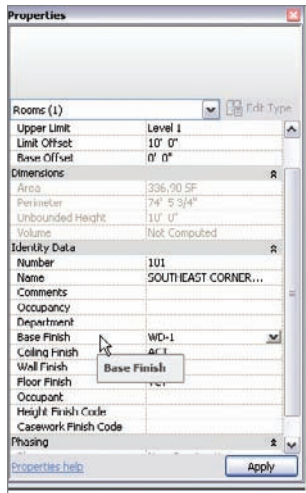 Properties
Rooms (1) Edit Type
Upper Limit Level 1
Limit Offset 10' 0"
Base Offset 0' 0"
Dimensions
Area 336.90 SF
Perimeter 74' 5 3/4"
Unbounded Height 10' 0"
Volume Not Computed
Identity Data
Number 101
Name SOUTHEAST CORNER...
Comments
Occupancy
Department
Base Finish WD-1
Ceiling Finish ACT
Wall Finish Base Finish
Floor Finish
Occupant
Height Finish Code
Casework Finish Code
Phasing
Properties help Apply